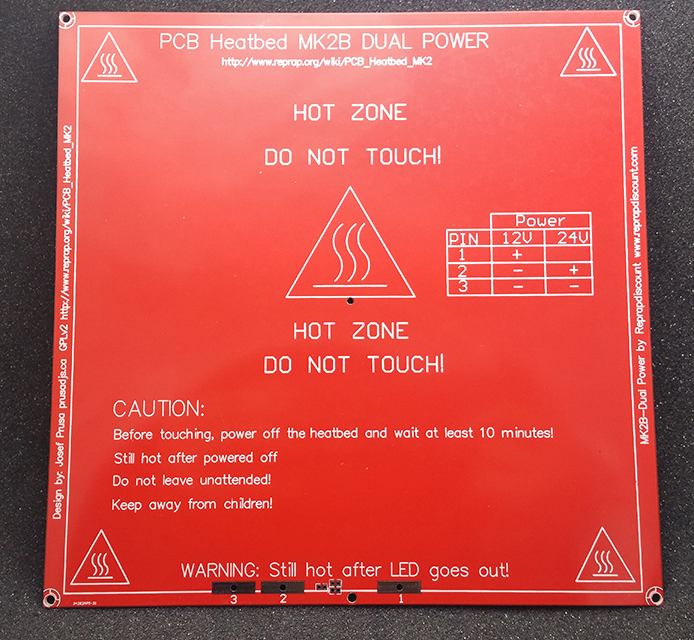 PCB Heatbed MK2B DUAL POWER
http://www.reprap.org/wiki/PCB_Heatbed_MK2
HOT ZONE
DO NOT TOUCH!
Power
PIN 12V 24V
1 +
2 - +
3 - -
HOT ZONE
DO NOT TOUCH!
CAUTION:
Before touching, power off the heatbed and wait at least 10 minutes!
Still hot after powered off
Do not leave unattended!
Keep away from children!
WARNING: Still hot after LED goes out!
3 2 1
Design by: Josef Prusa prusadjs.ca GPLv2 http://www.reprap.org/wiki/PCB_Heatbed_MK2
MK2B-Dual Power by Reprapdiscount www.reprapdiscount.com